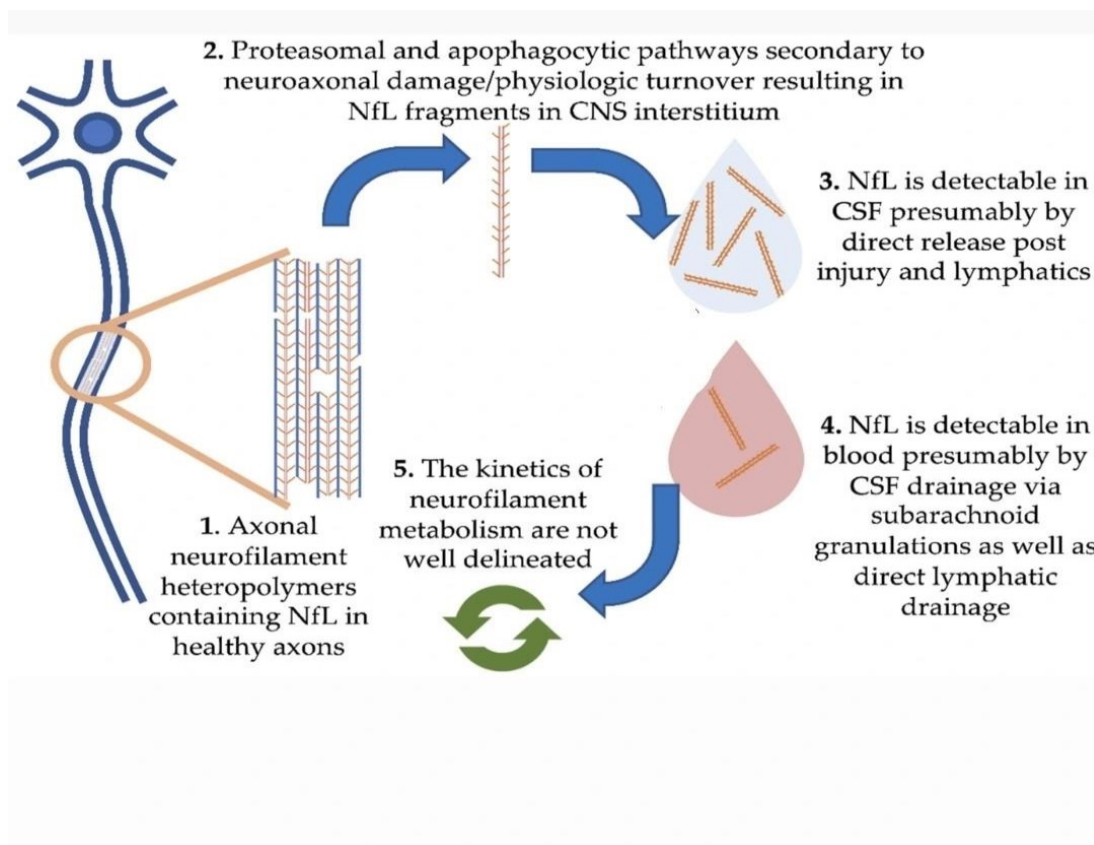 2. Proteasomal and apophagocytic pathways secondary to
neuroaxonal damage/physiologic turnover resulting in
NfL fragments in CNS interstitium
3. NfL is detectable in
CSF presumably by
direct release post
injury and lymphatics
4. NfL is detectable in
blood presumably by
CSF drainage via
subarachnoid
granulations as well as
direct lymphatic
drainage
5. The kinetics of
neurofilament
metabolism are not
well delineated
1. Axonal
neurofilament
heteropolymers
containing NfL in
healthy axons